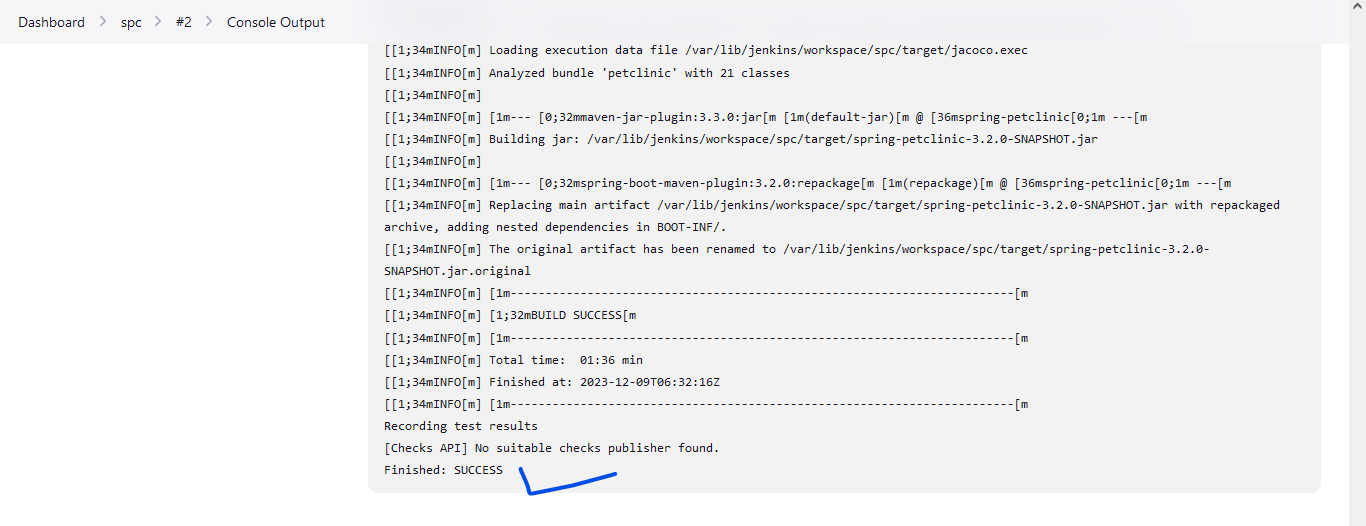 Dashboard > spc > #2 > Console Output
[[1;34mINFO[m] Loading execution data file /var/lib/jenkins/workspace/spc/target/jacoco.exec
[[1;34mINFO[m] Analyzed bundle 'petclinic' with 21 classes
[[1;34mINFO[m]
[[1;34mINFO[m] [1m--- [0;32mmaven-jar-plugin:3.3.0:jar[m [1m(default-jar)[m @ [36mspring-petclinic[0;1m ---[m
[[1;34mINFO[m] Building jar: /var/lib/jenkins/workspace/spc/target/spring-petclinic-3.2.0-SNAPSHOT.jar
[[1;34mINFO[m]
[[1;34mINFO[m] [1m--- [0;32mspring-boot-maven-plugin:3.2.0:repackage[m [1m(repackage)[m @ [36mspring-petclinic[0;1m ---[m
[[1;34mINFO[m] Replacing main artifact /var/lib/jenkins/workspace/spc/target/spring-petclinic-3.2.0-SNAPSHOT.jar with repackaged
archive, adding nested dependencies in BOOT-INF/.
[[1;34mINFO[m] The original artifact has been renamed to /var/lib/jenkins/workspace/spc/target/spring-petclinic-3.2.0-
SNAPSHOT.jar.original
[[1;34mINFO[m] [1m------------------------------------------------------------------------[m
[[1;34mINFO[m] [1;32mBUILD SUCCESS[m
[[1;34mINFO[m] [1m------------------------------------------------------------------------[m
[[1;34mINFO[m] Total time:  01:36 min
[[1;34mINFO[m] Finished at: 2023-12-09T06:32:16Z
[[1;34mINFO[m] [1m------------------------------------------------------------------------[m
Recording test results
[Checks API] No suitable checks publisher found.
Finished: SUCCESS